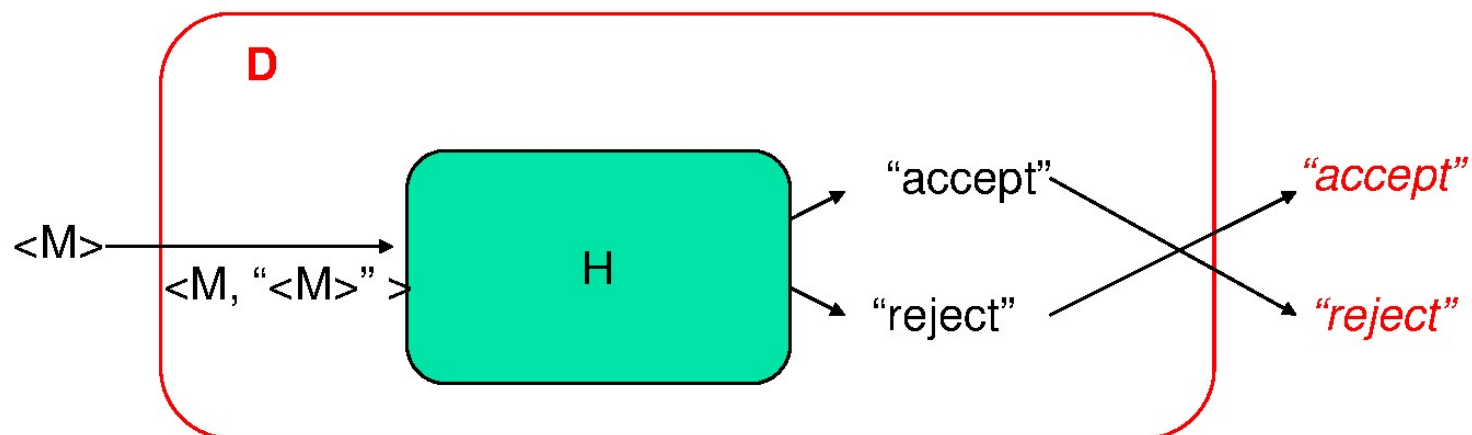 D
“accept” “accept”
<M>
<M, “<M>” >
H
“reject” “reject”